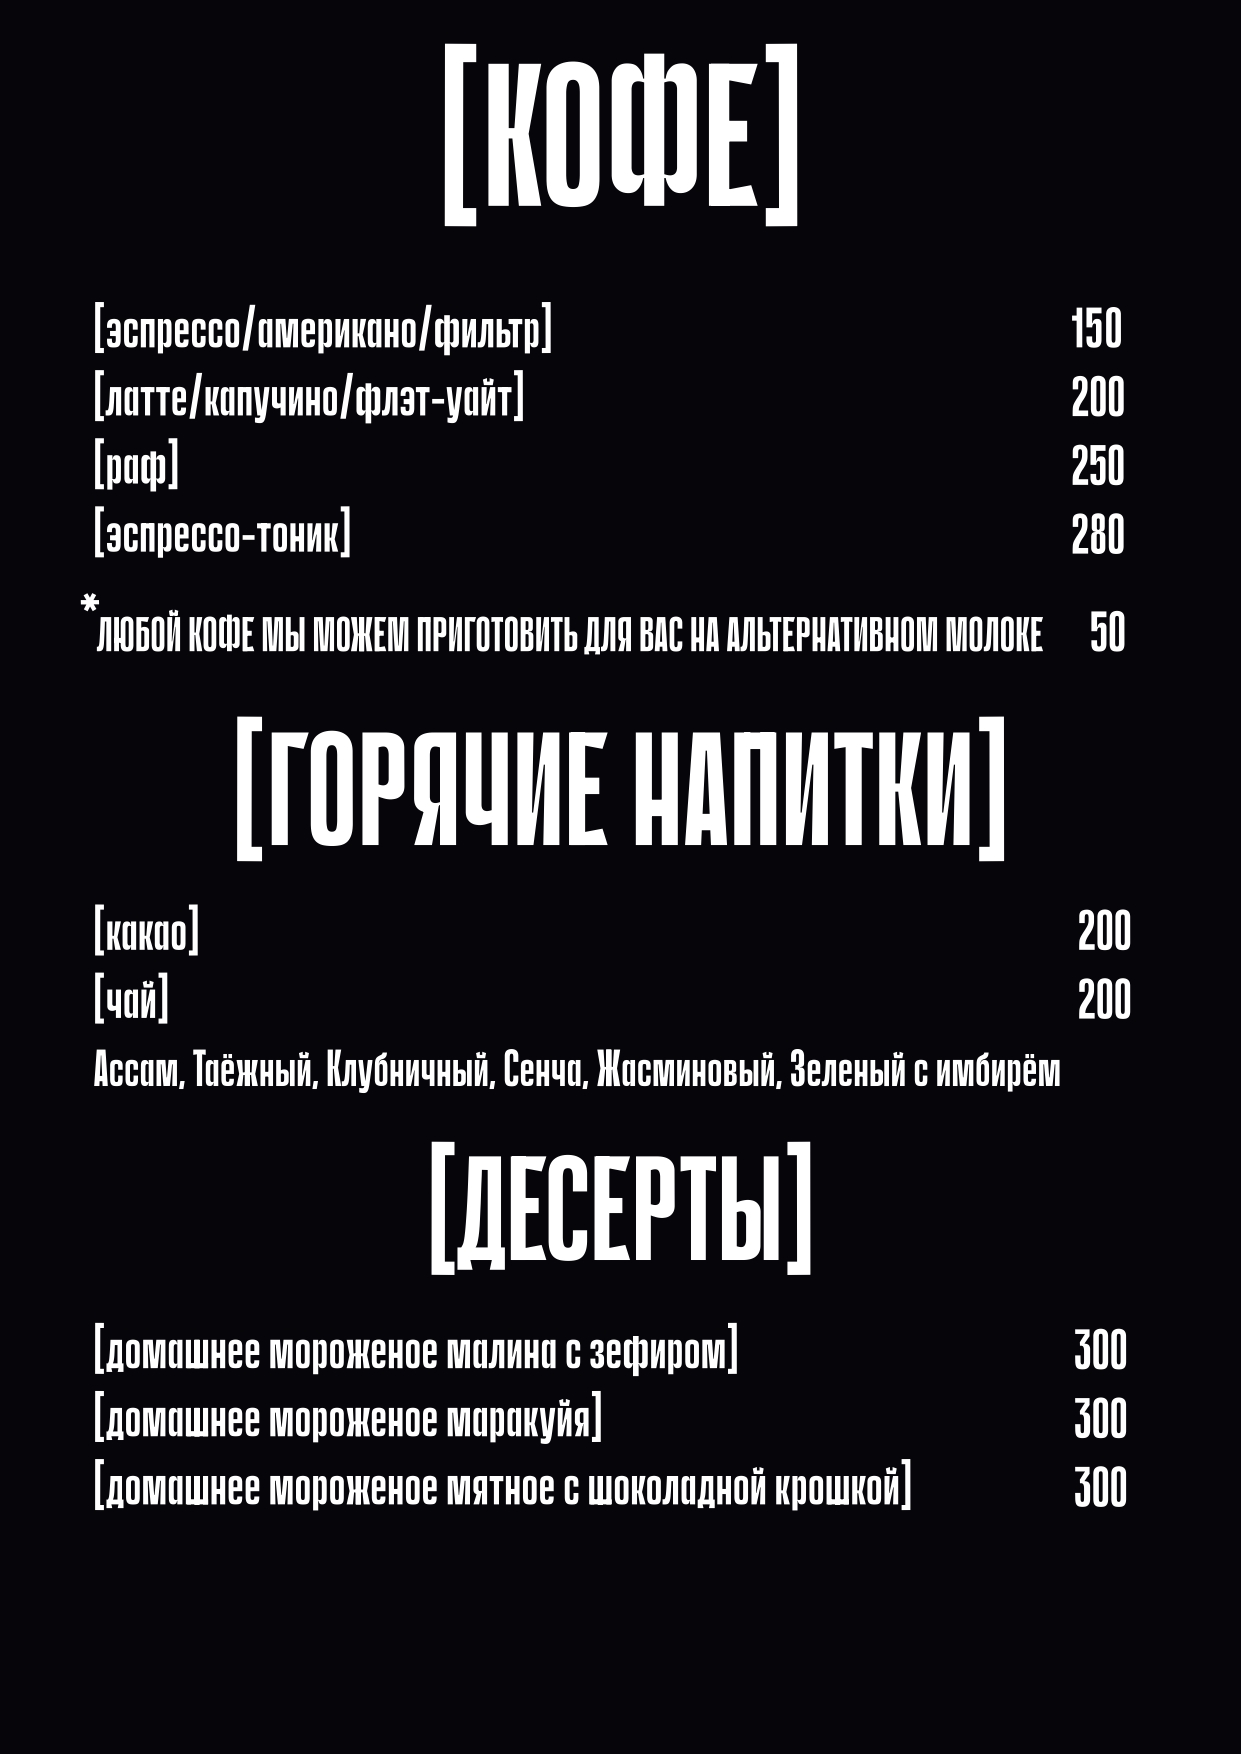 [КОФЕ]
[эспрессо/американо/фильтр] 150
[латте/капучино/флэт-уайт] 200
[раф] 250
[эспрессо-тоник] 280
*ЛЮБОЙ КОФЕ МЫ МОЖЕМ ПРИГОТОВИТЬ ДЛЯ ВАС НА АЛЬТЕРНАТИВНОМ МОЛОКЕ 50
[ГОРЯЧИЕ НАПИТКИ]
[какао] 200
[чай] 200
Ассам, Таёжный, Клубничный, Сенча, Жасминовый, Зеленый с имбирём
[ДЕСЕРТЫ]
[домашнее мороженое малина с зефиром] 300
[домашнее мороженое маракуйя] 300
[домашнее мороженое мятное с шоколадной крошкой] 300